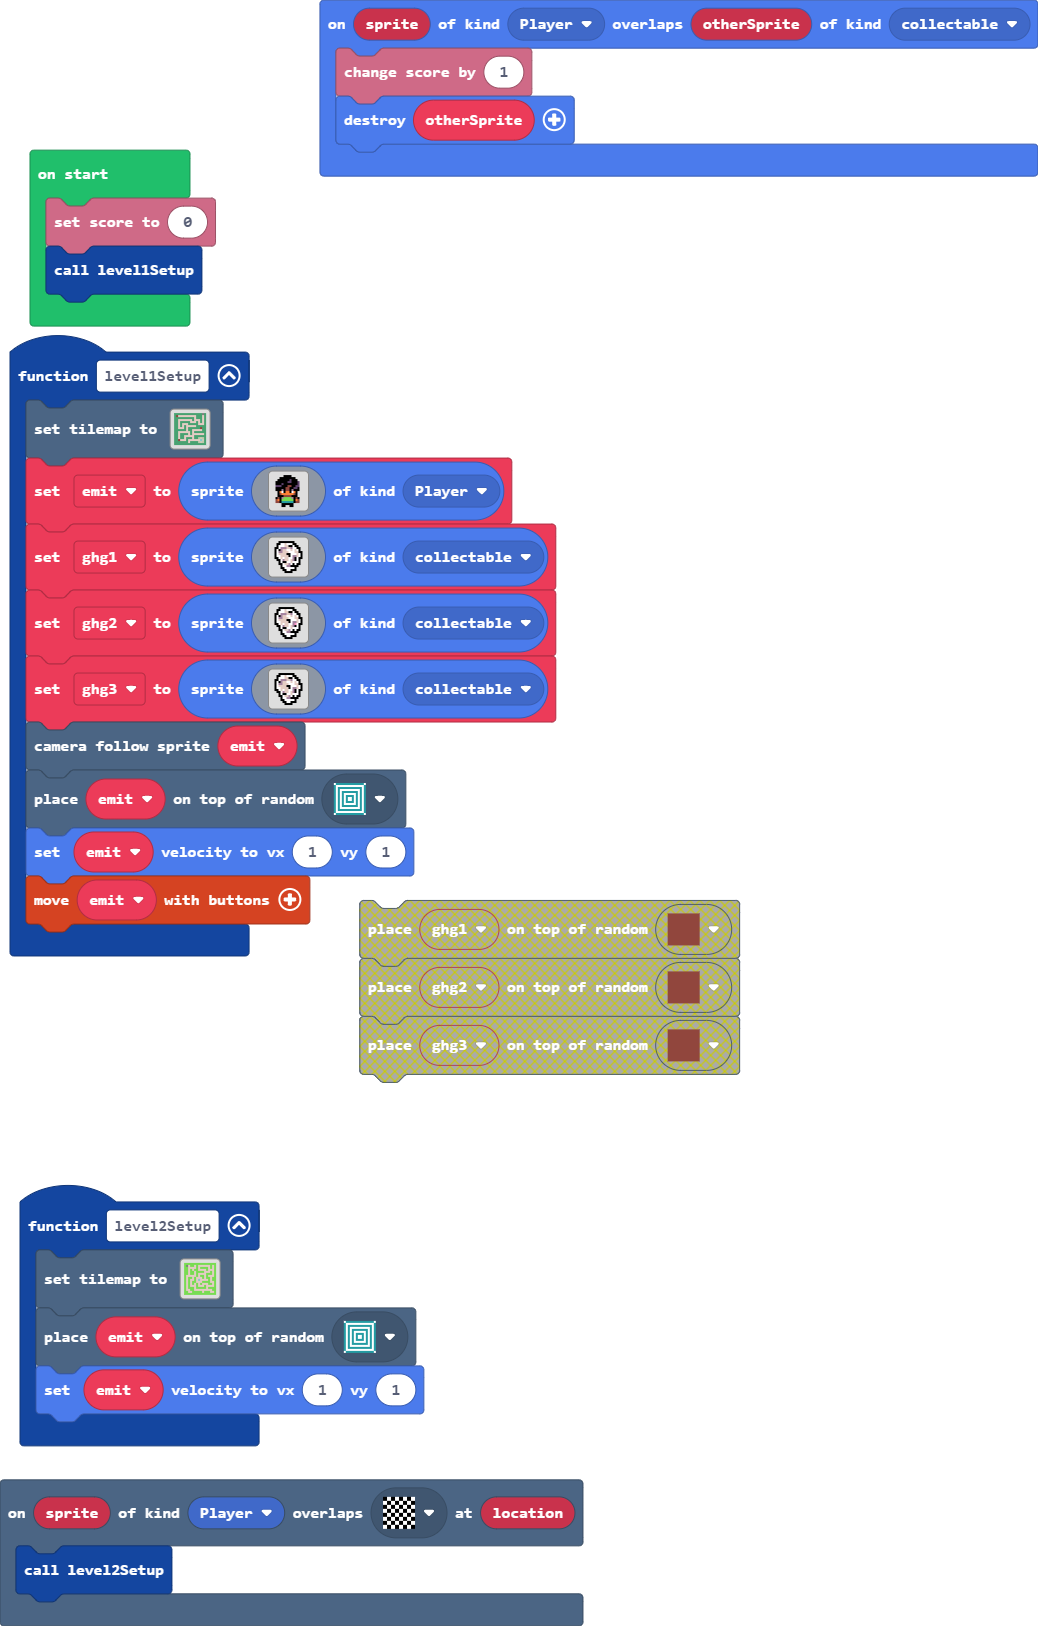 on sprite of kind Player overlaps otherSprite of kind collectable
change score by 1
destroy otherSprite
on start
set score to 0
call level1Setup
function level1Setup
set tilemap to
set emit to sprite of kind Player
set ghg1 to sprite of kind collectable
set ghg2 to sprite of kind collectable
set ghg3 to sprite of kind collectable
camera follow sprite emit
place emit on top of random
set emit velocity to vx 1 vy 1
move emit with buttons
place ghg1 on top of random
place ghg2 on top of random
place ghg3 on top of random
function level2Setup
set tilemap to
place emit on top of random
set emit velocity to vx 1 vy 1
on sprite of kind Player overlaps at location
call level2Setup